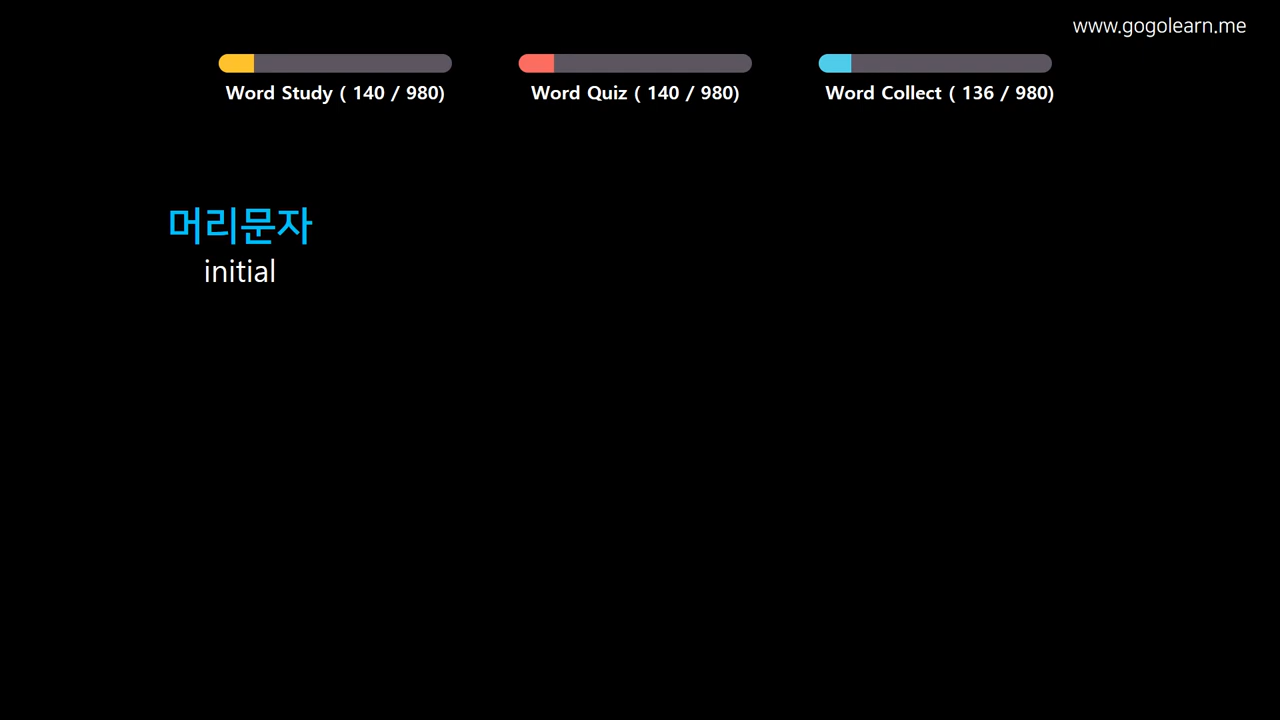 www.gogolearn.me
Word Study ( 140 / 980)
Word Quiz ( 140 / 980)
Word Collect ( 136 / 980)
머리문자
initial